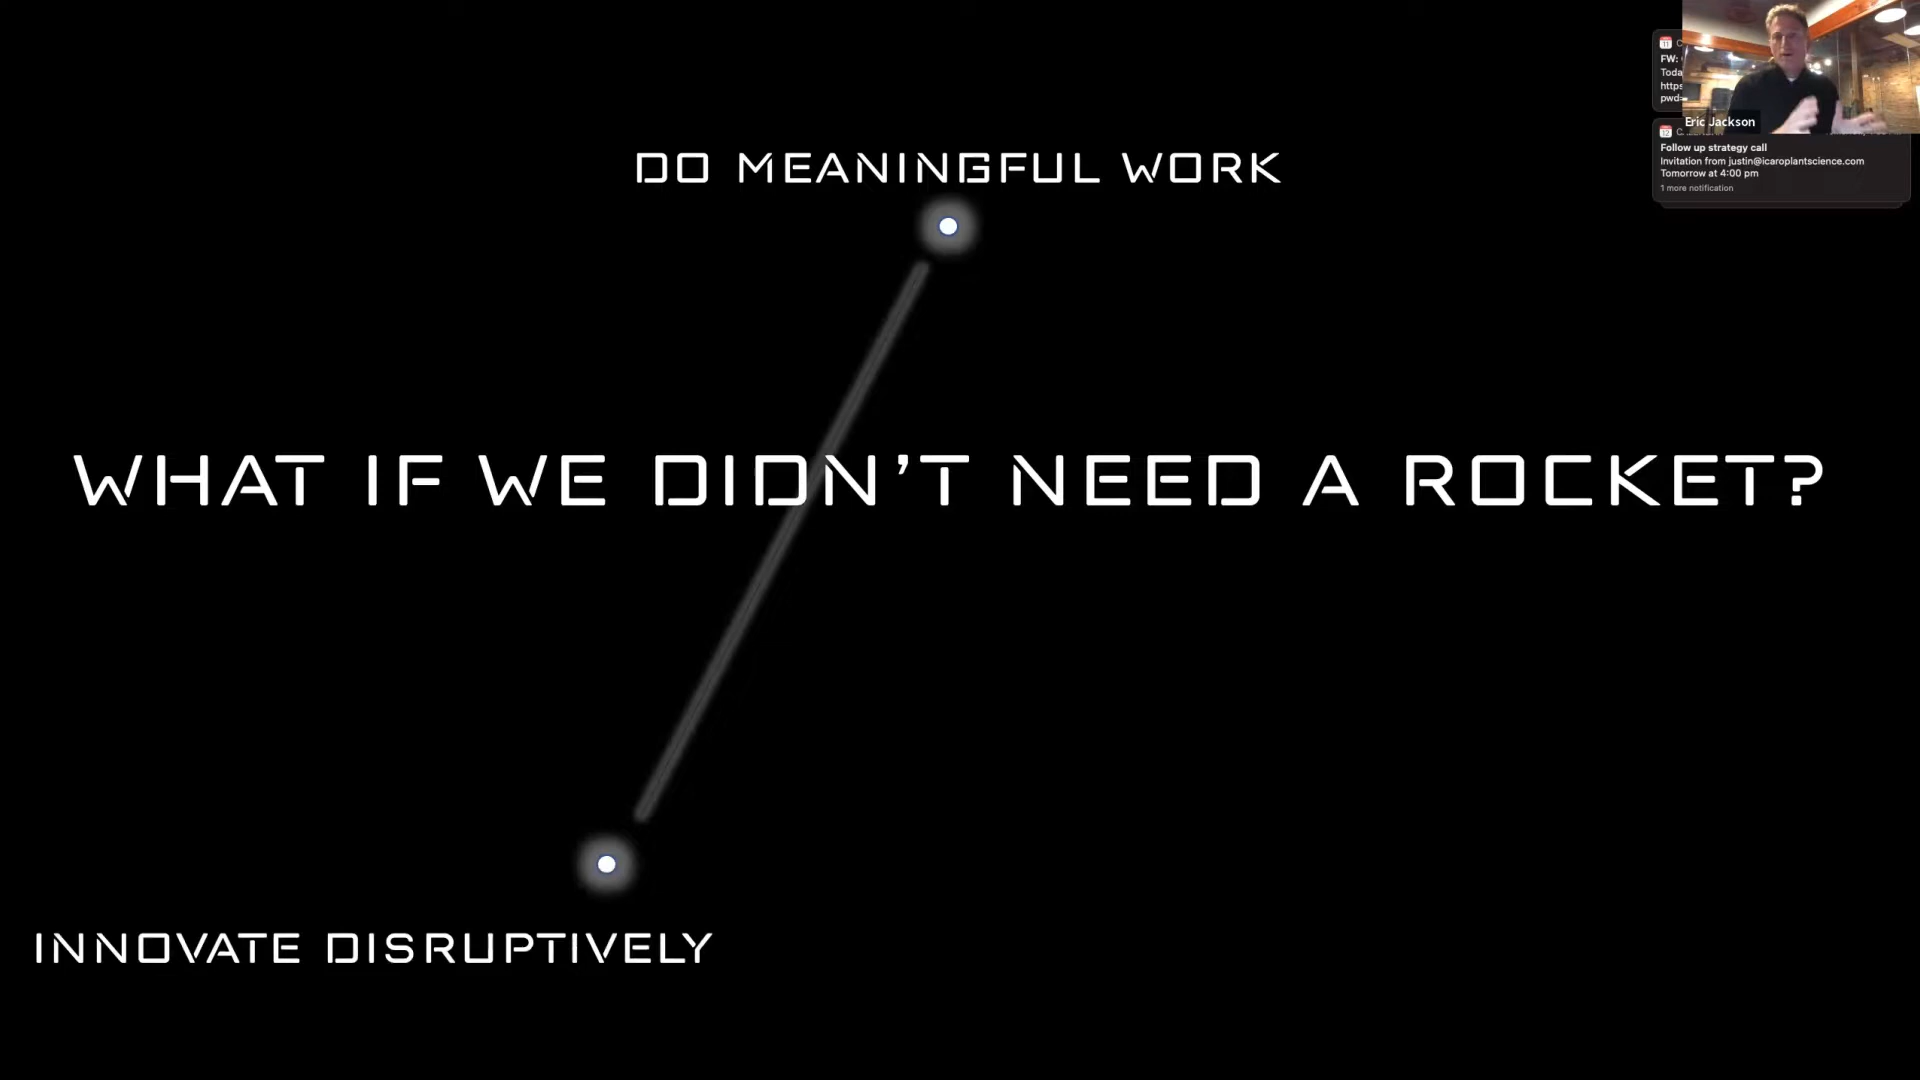 DO MEANINGFUL WORK
WHAT IF WE DIDN'T NEED A ROCKET?
INNOVATE DISRUPTIVELY
FW:
Toda
https
pwd=
Eric Jackson
Follow up strategy call
Invitation from justin@icaroplantscience.com
Tomorrow at 4:00 pm
1 more notification